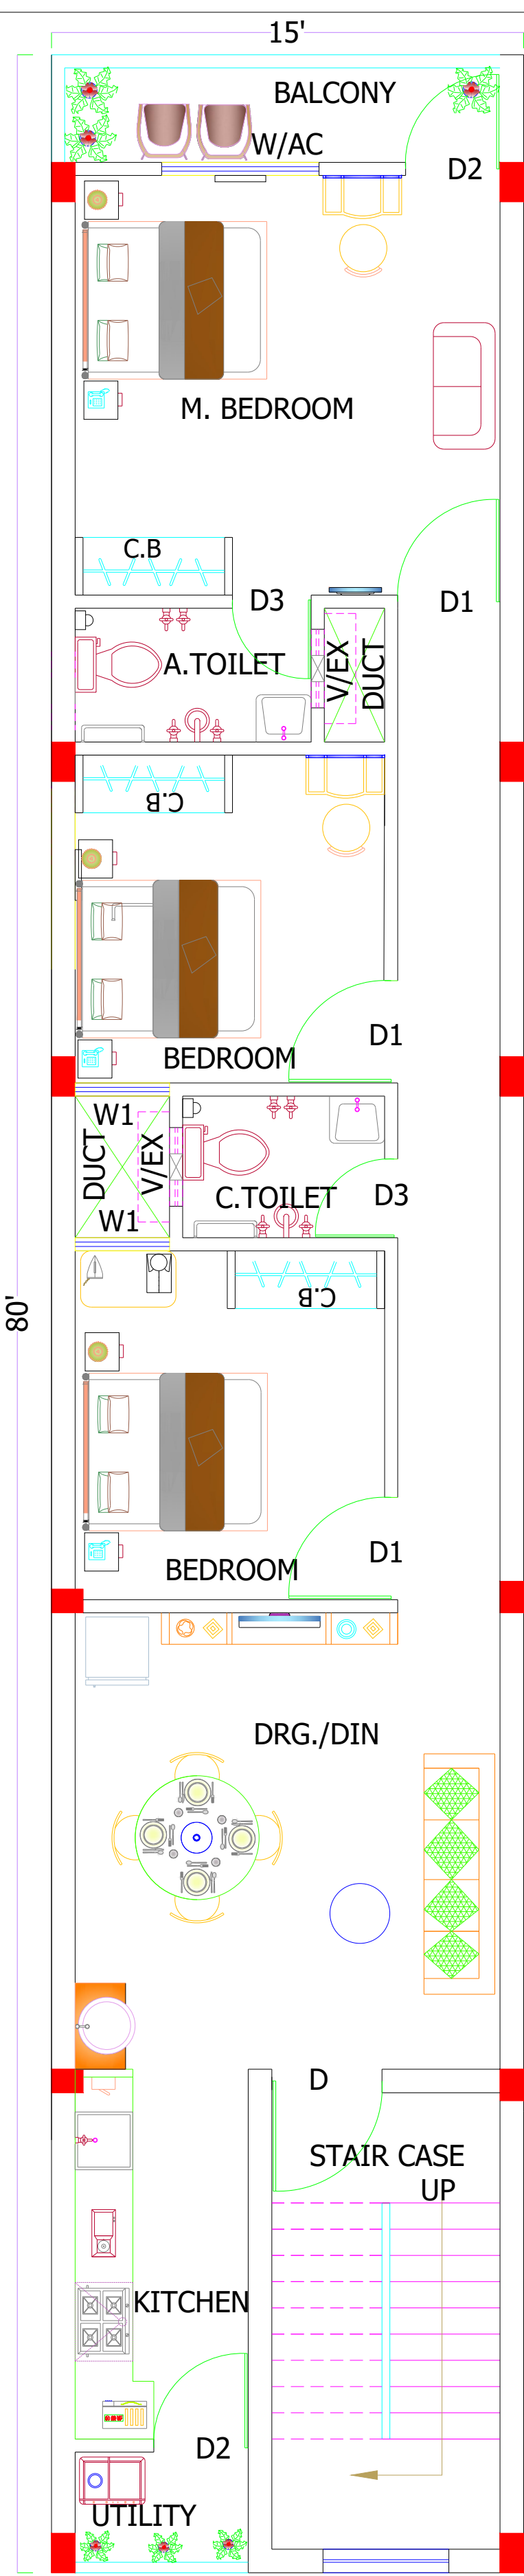 15'
BALCONY
W/AC
D2
M. BEDROOM
C.B
D3
D1
A.TOILET
V/EX
DUCT
C.B
D1
BEDROOM
W1
DUCT
V/EX
C.TOILET
D3
W1
C.B
80'
D1
BEDROOM
DRG./DIN
D
STAIR CASE
UP
KITCHEN
D2
UTILITY